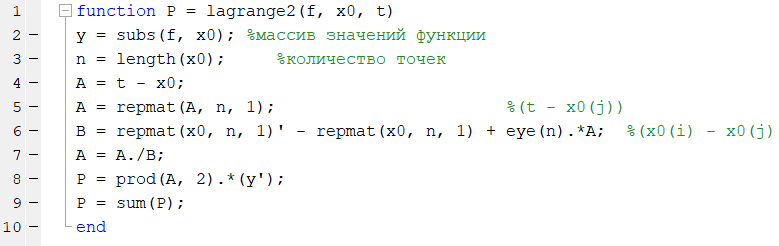 1 function P = lagrange2(f, x0, t)
2 y = subs(f, x0); %массив значений функции
3 n = length(x0); %количество точек
4 A = t - x0;
5 A = repmat(A, n, 1); %(t - x0(j))
6 B = repmat(x0, n, 1)' - repmat(x0, n, 1) + eye(n).*A; %(x0(i) - x0(j)
7 A = A./B;
8 P = prod(A, 2).*(y');
9 P = sum(P);
10 end